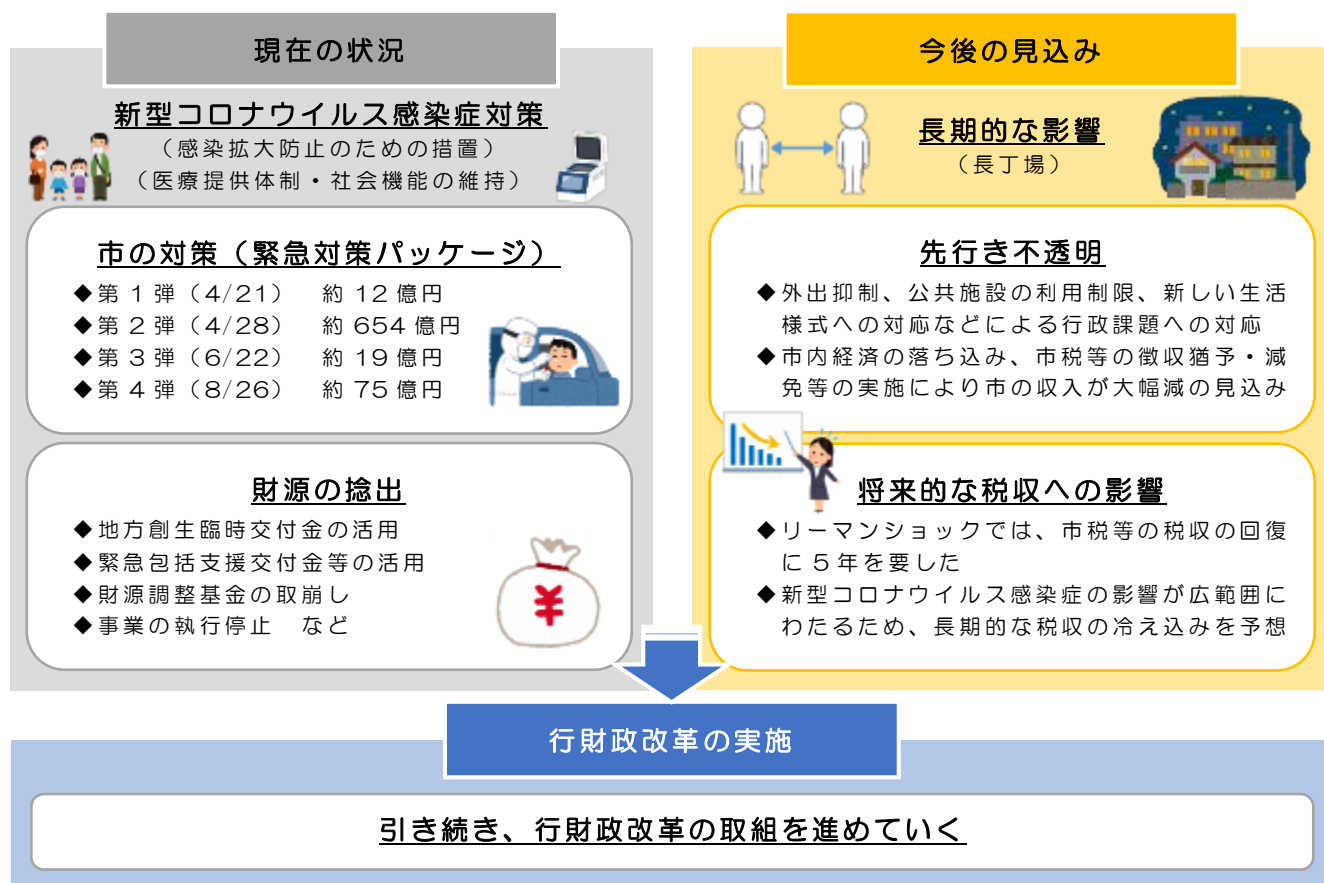 現在の状況
新型コロナウイルス感染症対策
（感染拡大防止のための措置）
（医療提供体制・社会機能の維持）
市の対策（緊急対策パッケージ）
◆第 1 弾（4/21）　約 12 億円
◆第 2 弾（4/28）　約 654 億円
◆第 3 弾（6/22）　約 19 億円
◆第 4 弾（8/26）　約 75 億円
財源の捻出
◆地方創生臨時交付金の活用
◆緊急包括支援交付金等の活用
◆財源調整基金の取崩し
◆事業の執行停止　など
¥
今後の見込み
長期的な影響
（長丁場）
先行き不透明
◆外出抑制、公共施設の利用制限、新しい生活
様式への対応などによる行政課題への対応
◆市内経済の落ち込み、市税等の徴収猶予・減
免等の実施により市の収入が大幅減の見込み
将来的な税収への影響
◆リーマンショックでは、市税等の税収の回復
に 5 年を要した
◆新型コロナウイルス感染症の影響が広範囲に
わたるため、長期的な税収の冷え込みを予想
行財政改革の実施
引き続き、行財政改革の取組を進めていく